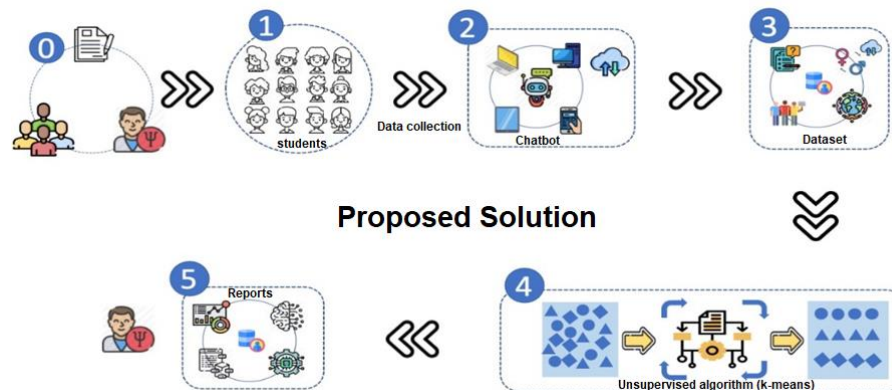 0
1
2
3
students
Data collection
Chatbot
Dataset
Proposed Solution
5
Reports
4
Unsupervised algorithm (k-means)